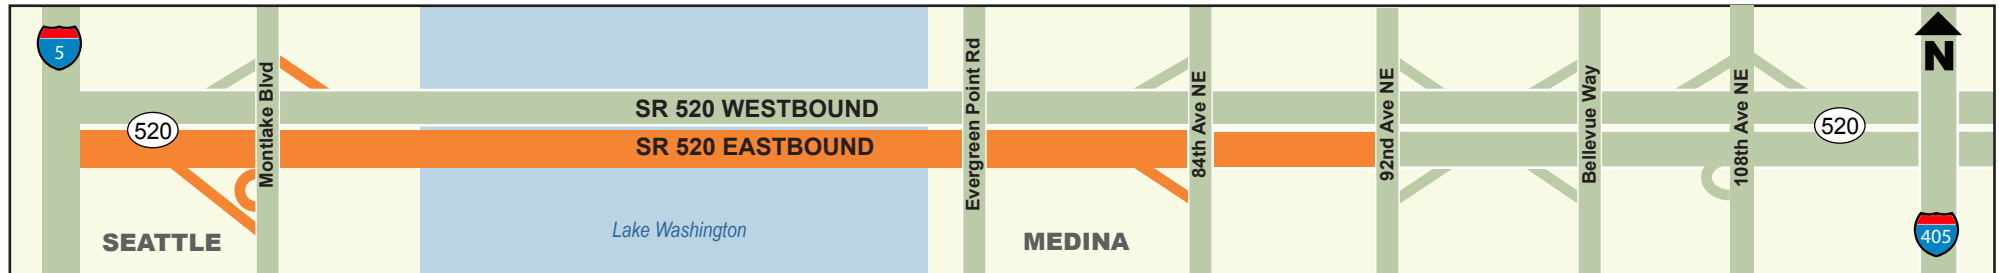 5
520
Montlake Blvd
SR 520 WESTBOUND
SR 520 EASTBOUND
Evergreen Point Rd
84th Ave NE
92nd Ave NE
Bellevue Way
108th Ave NE
520
N
405
SEATTLE
Lake Washington
MEDINA